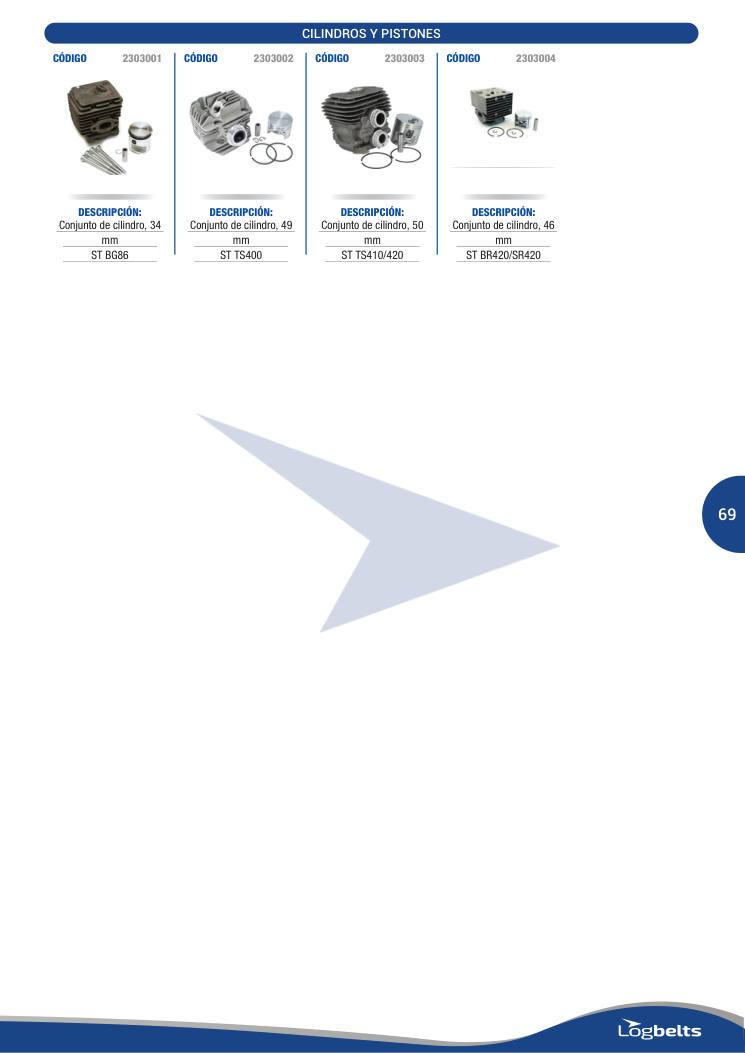 CILINDROS Y PISTONES
CÓDIGO 2303001
DESCRIPCIÓN:
Conjunto de cilindro, 34
mm
ST BG86
CÓDIGO 2303002
DESCRIPCIÓN:
Conjunto de cilindro, 49
mm
ST TS400
CÓDIGO 2303003
DESCRIPCIÓN:
Conjunto de cilindro, 50
mm
ST TS410/420
CÓDIGO 2303004
DESCRIPCIÓN:
Conjunto de cilindro, 46
mm
ST BR420/SR420
69
Logbelts